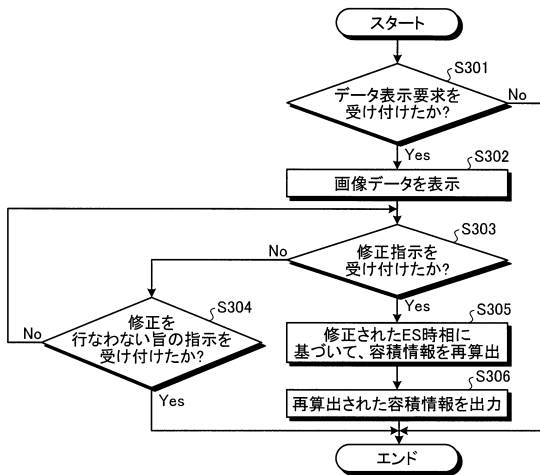 スタート
S301
データ表示要求を
受け付けたか?
No
Yes
S302
画像データを表示
S303
修正指示を
受け付けたか?
No
Yes
S304
修正を
行なわない旨の指示を
受け付けたか?
No
Yes
S305
修正されたES時相に
基づいて、容積情報を再算出
S306
再算出された容積情報を出力
エンド